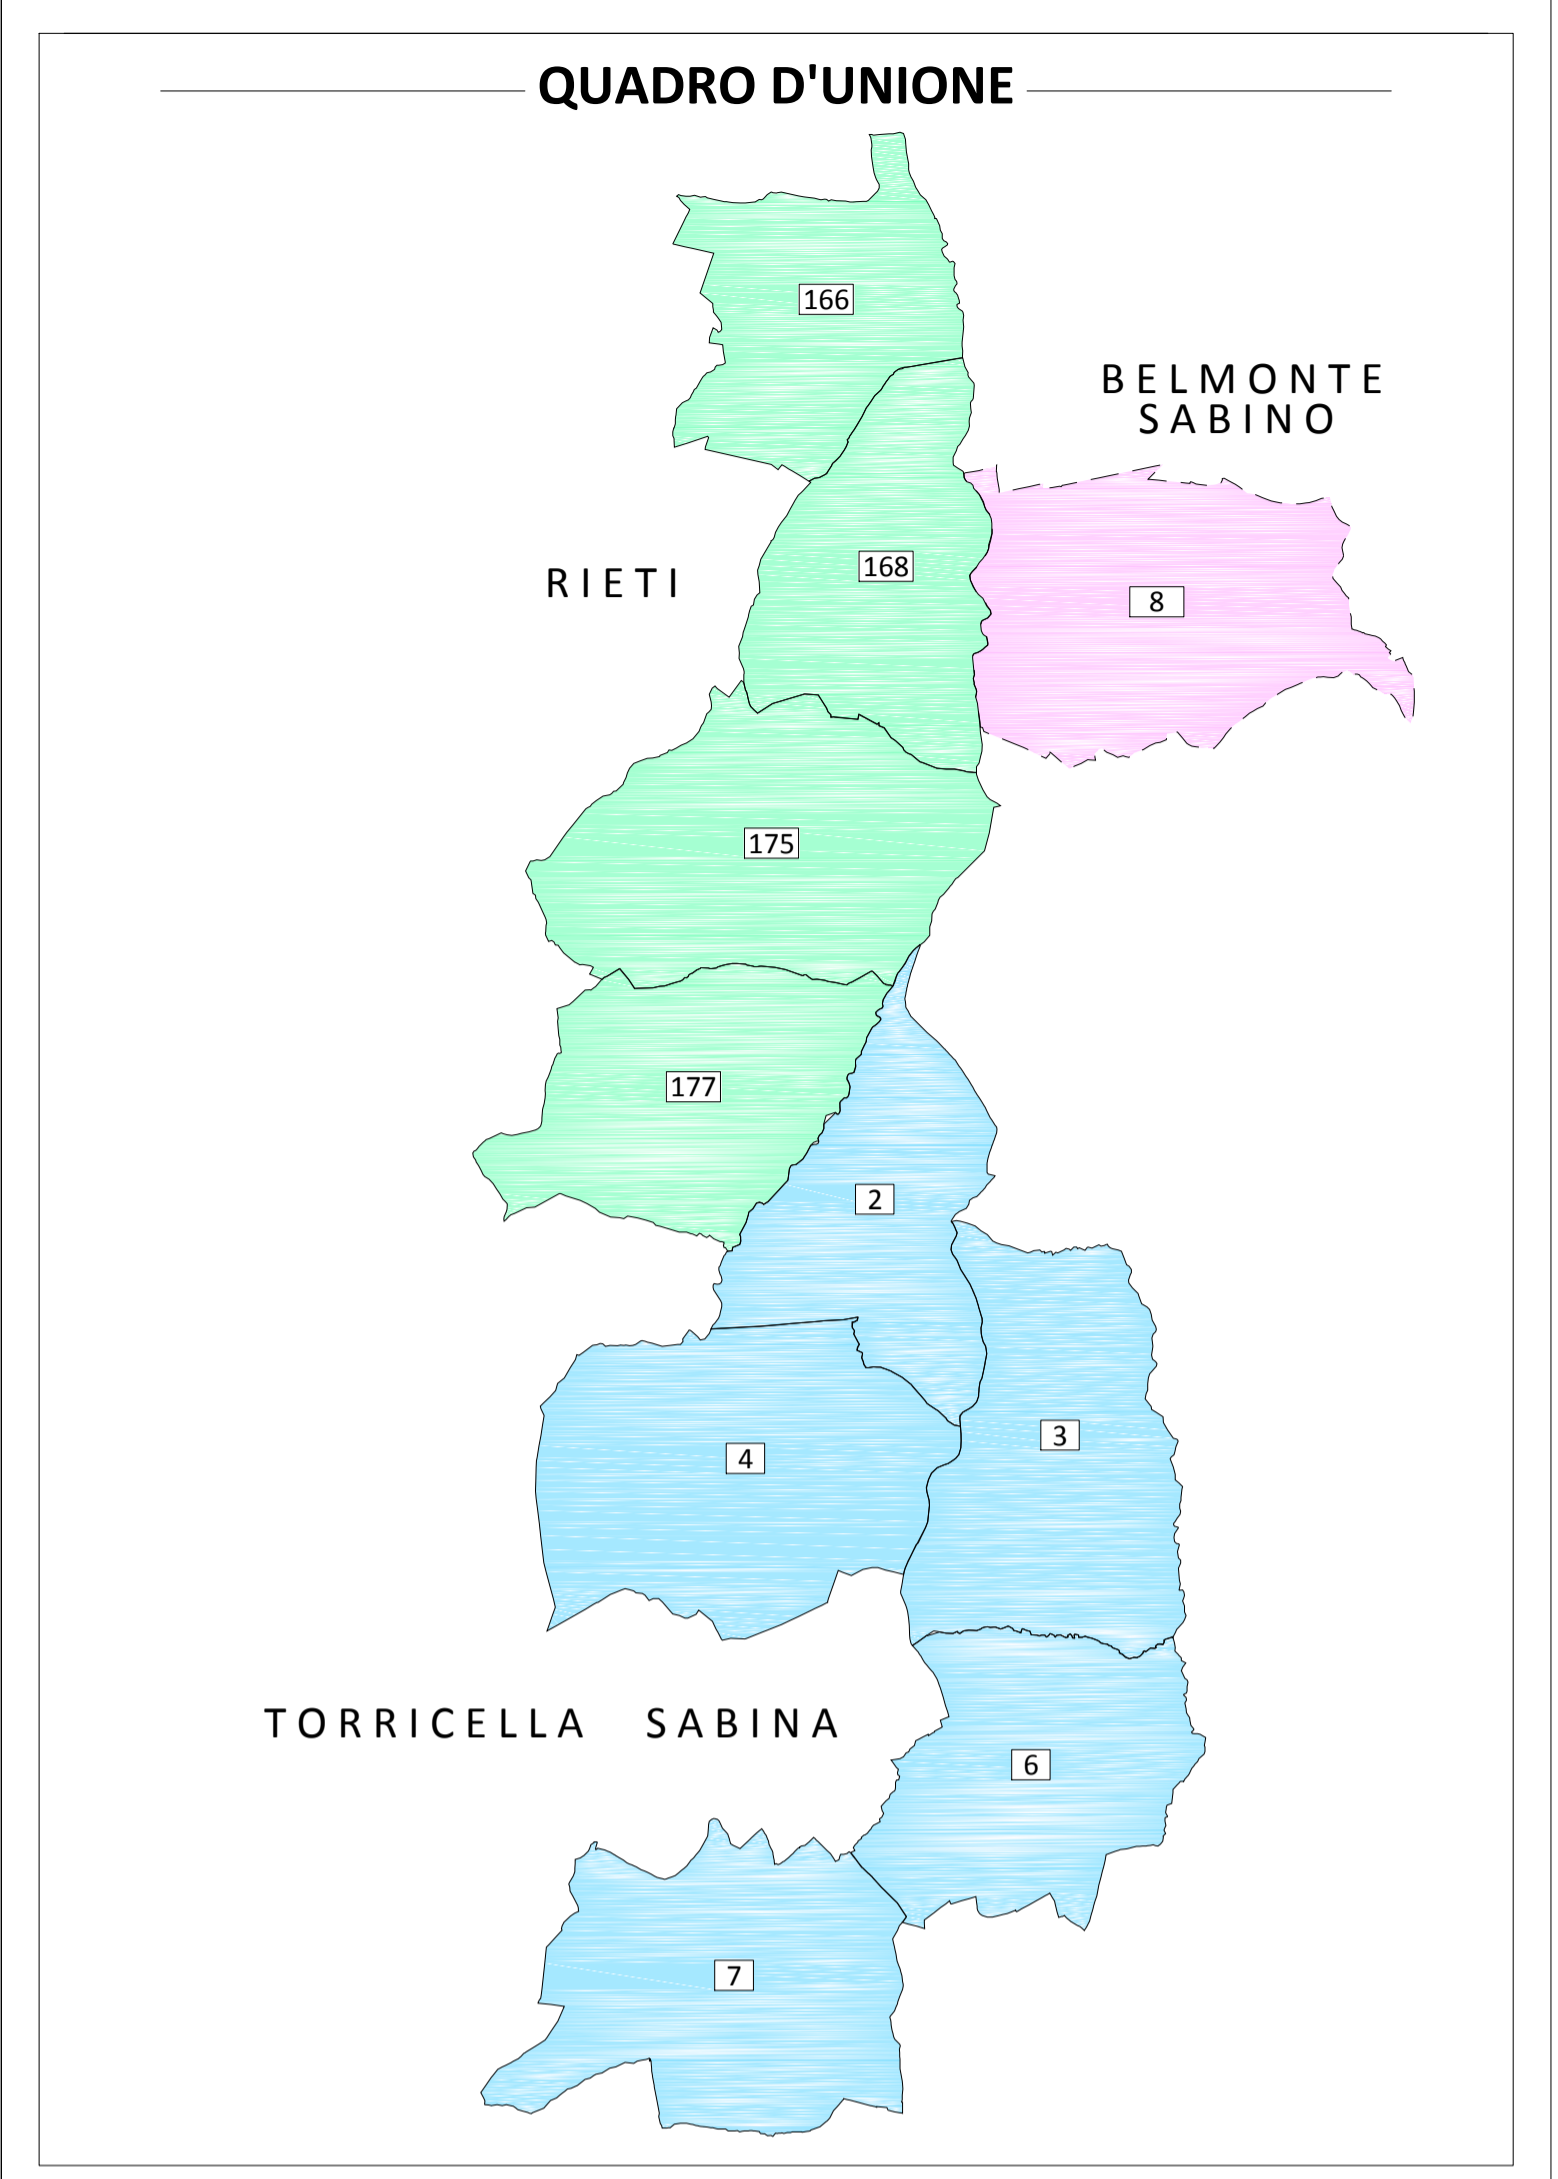 QUADRO D'UNIONE
166
BELMONTE
SABINO
168
RIETI
8
175
177
2
3
4
TORRICELLA SABINA
6
7